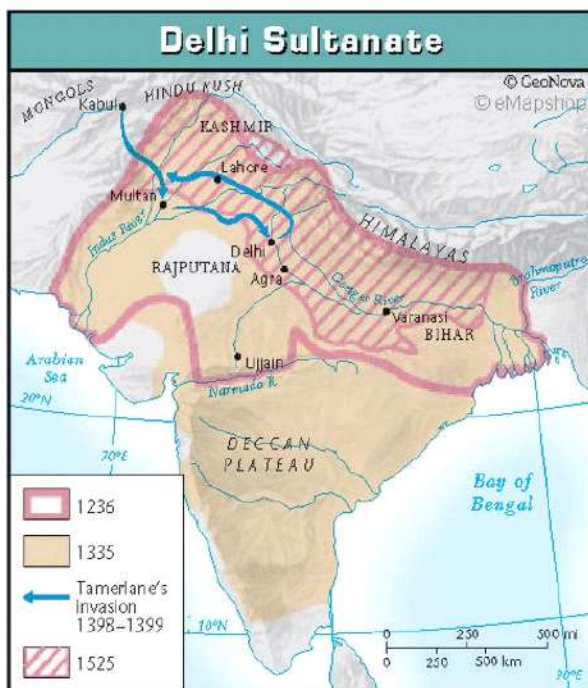 Delhi Sultanate
© GeoNova
© eMapshop
MONGOLS
HINDU KUSH
Kabul
KASHMIR
Lahore
Multan
Indus River
HIMALAYAS
Delhi
RAJPUTANA
Agra
Ganges River
Brahmaputra
River
Varanasi
BIHAR
Arabian
Sea
Ujjain
Narmada R.
20°N
70°E
DECCAN
PLATEAU
Bay of
Bengal
1236
1335
Tamerlane's
Invasion
1398–1399
1525
10°N
90°E
0 250 500 mi
0 250 500 km